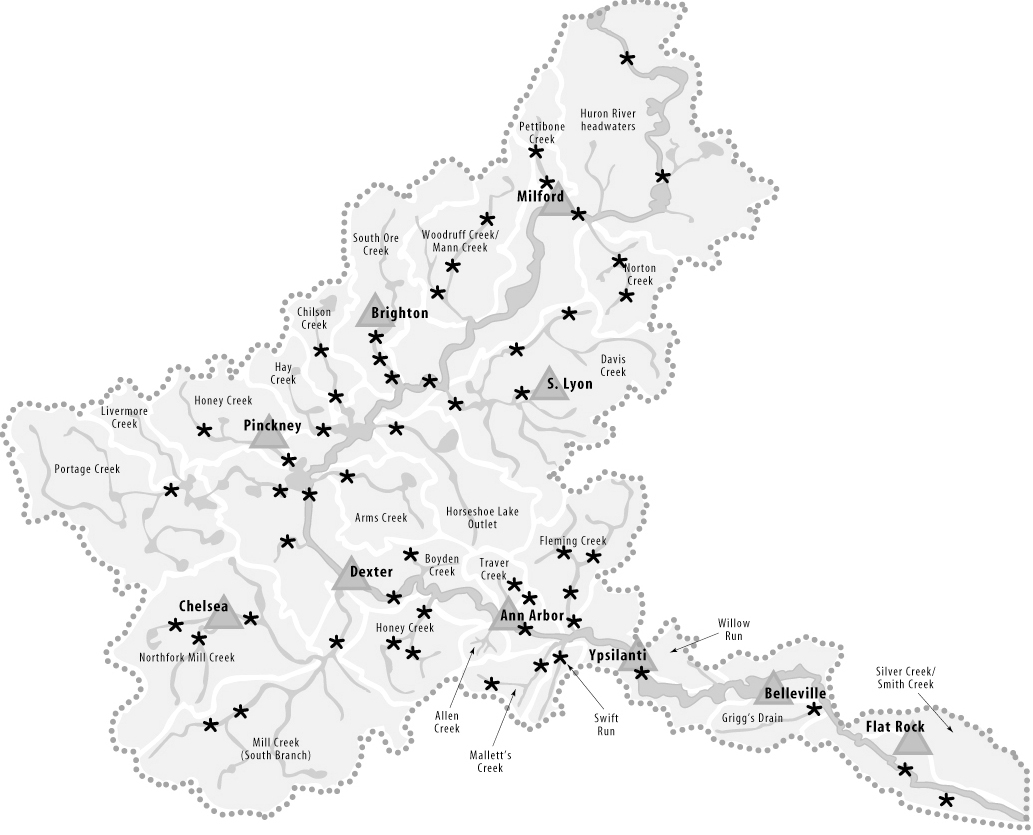 Huron River
headwaters
Pettibone
Creek
Milford
South Ore
Creek
Woodruff Creek/
Mann Creek
Norton
Creek
Chilson
Creek
Brighton
Davis
Creek
Hay
Creek
S. Lyon
Honey Creek
Livermore
Creek
Pinckney
Portage Creek
Arms Creek
Horseshoe Lake
Outlet
Fleming Creek
Boyden
Creek
Traver
Creek
Dexter
Chelsea
Ann Arbor
Honey Creek
Northfork Mill Creek
Willow
Run
Ypsilanti
Silver Creek/
Smith Creek
Belleville
Allen
Creek
Swift
Run
Grigg's Drain
Flat Rock
Mill Creek
(South Branch)
Mallett's
Creek